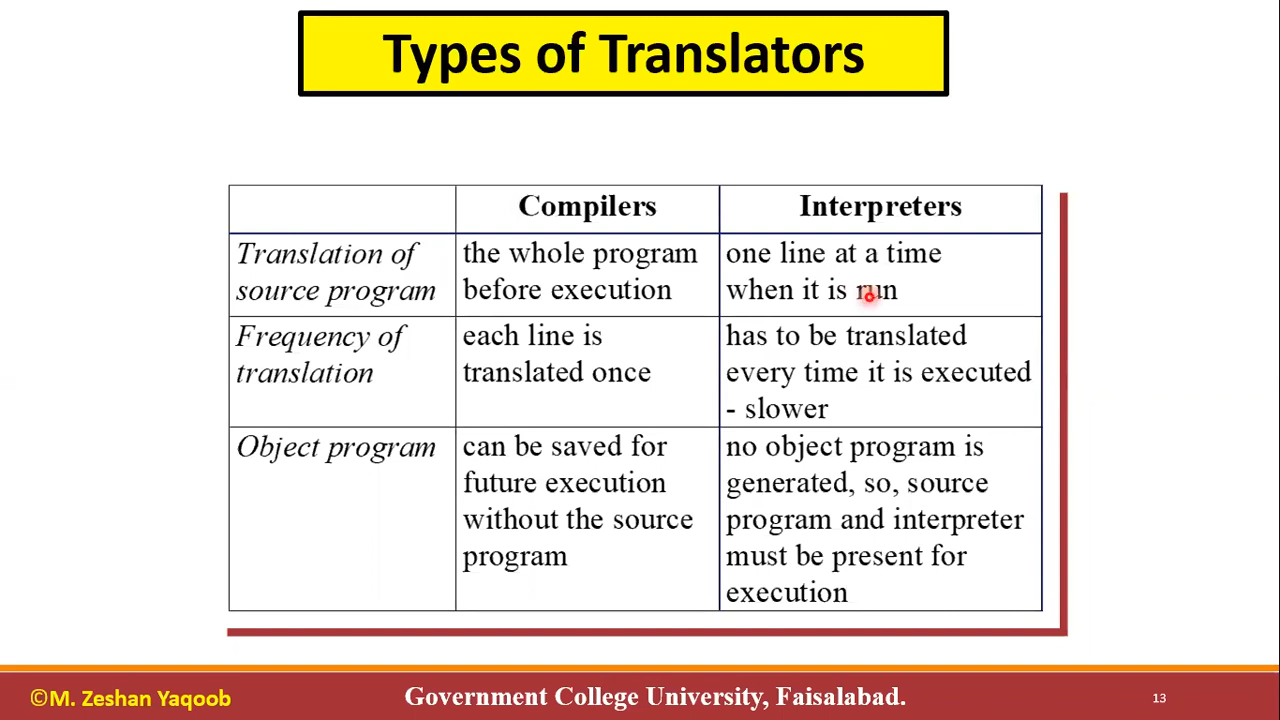 Types of Translators
Compilers
Interpreters
Translation of
source program
the whole program
before execution
one line at a time
when it is run
Frequency of
translation
each line is
translated once
has to be translated
every time it is executed
- slower
Object program
can be saved for
future execution
without the source
program
no object program is
generated, so, source
program and interpreter
must be present for
execution
©M. Zeshan Yaqoob
Government College University, Faisalabad.
13